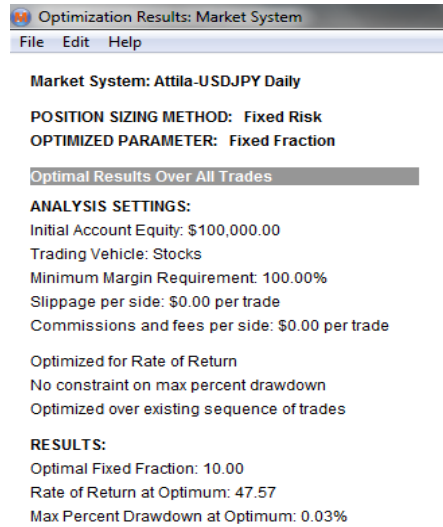 Optimization Results: Market System
File Edit Help
Market System: Attila-USDJPY Daily
POSITION SIZING METHOD: Fixed Risk
OPTIMIZED PARAMETER: Fixed Fraction
Optimal Results Over All Trades
ANALYSIS SETTINGS:
Initial Account Equity: $100,000.00
Trading Vehicle: Stocks
Minimum Margin Requirement: 100.00%
Slippage per side: $0.00 per trade
Commissions and fees per side: $0.00 per trade
Optimized for Rate of Return
No constraint on max percent drawdown
Optimized over existing sequence of trades
RESULTS:
Optimal Fixed Fraction: 10.00
Rate of Return at Optimum: 47.57
Max Percent Drawdown at Optimum: 0.03%